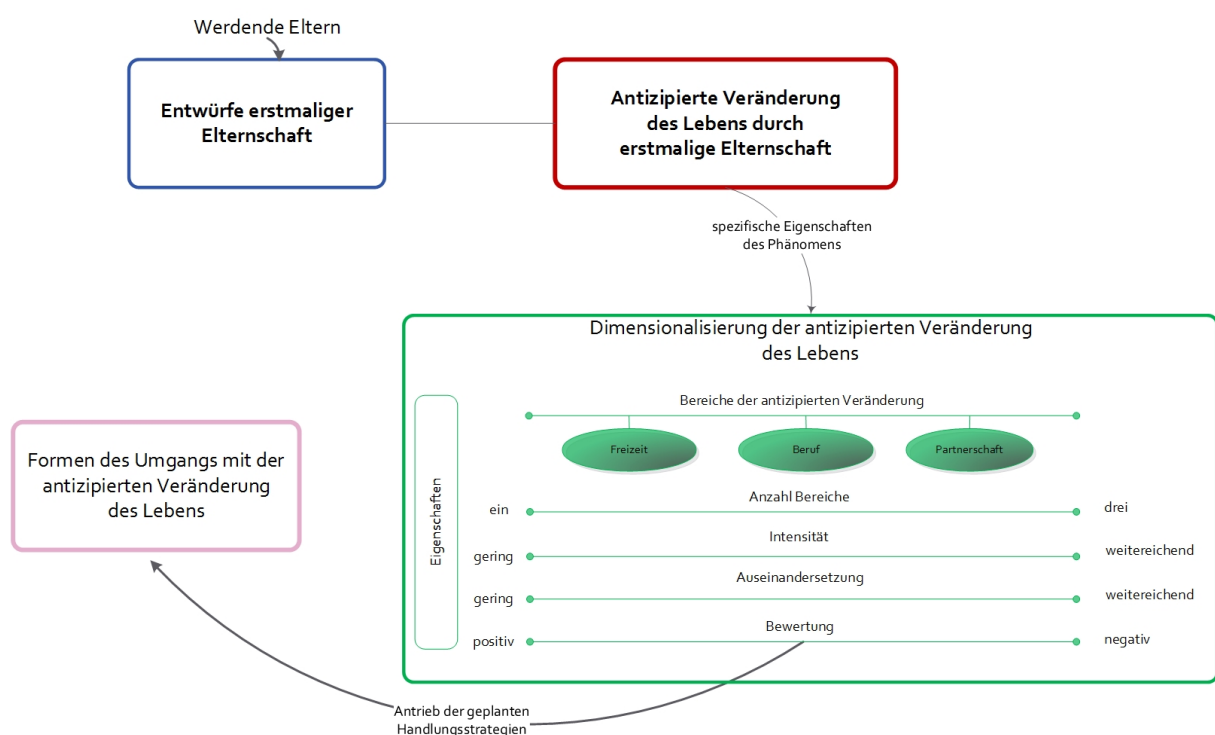 Werdende Eltern
Entwürfe erstmaliger
Elternschaft
Antizipierte Veränderung
des Lebens durch
erstmalige Elternschaft
spezifische Eigenschaften
des Phänomens
Dimensionalisierung der antizipierten Veränderung
des Lebens
Eigenschaften
Bereiche der antizipierten Veränderung
Freizeit
Beruf
Partnerschaft
Anzahl Bereiche
ein
drei
Intensität
gering
weitereichend
Auseinandersetzung
gering
weitereichend
Bewertung
positiv
negativ
Formen des Umgangs mit der
antizipierten Veränderung
des Lebens
Antrieb der geplanten
Handlungsstrategien